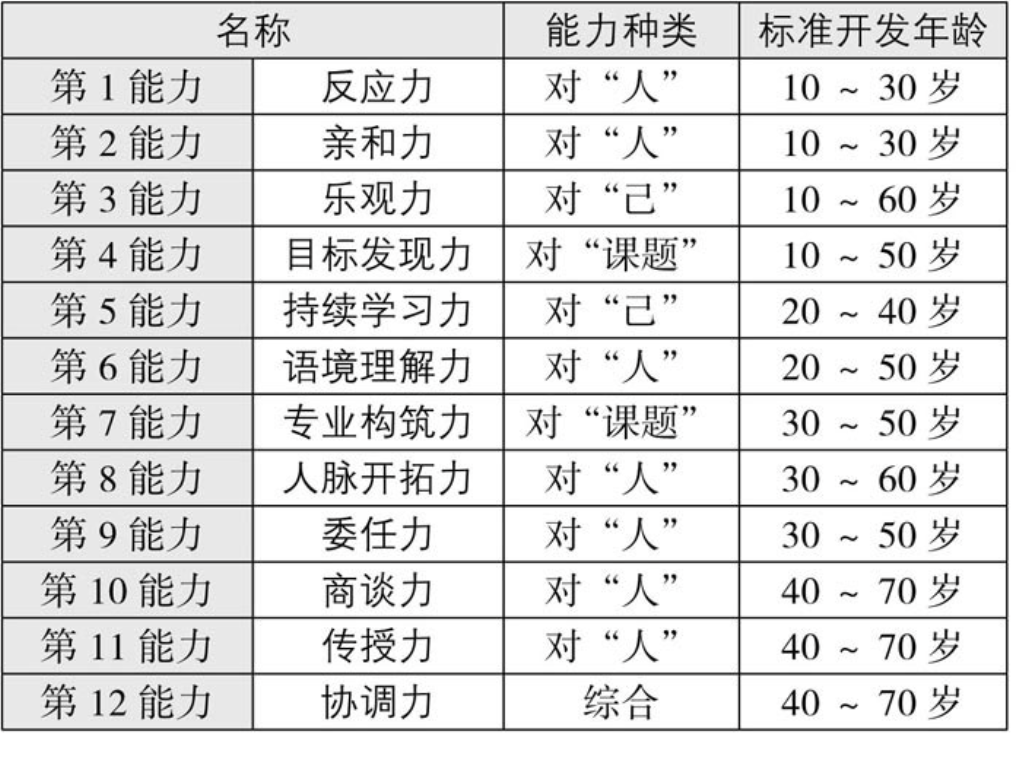 名称 能力种类 标准开发年龄
第 1 能力 反应力 对“人” 10 ~ 30 岁
第 2 能力 亲和力 对“人” 10 ~ 30 岁
第 3 能力 乐观力 对“己” 10 ~ 60 岁
第 4 能力 目标发现力 对“课题” 10 ~ 50 岁
第 5 能力 持续学习力 对“己” 20 ~ 40 岁
第 6 能力 语境理解力 对“人” 20 ~ 50 岁
第 7 能力 专业构筑力 对“课题” 30 ~ 50 岁
第 8 能力 人脉开拓力 对“人” 30 ~ 60 岁
第 9 能力 委任力 对“人” 30 ~ 50 岁
第 10 能力 商谈力 对“人” 40 ~ 70 岁
第 11 能力 传授力 对“人” 40 ~ 70 岁
第 12 能力 协调力 综合 40 ~ 70 岁